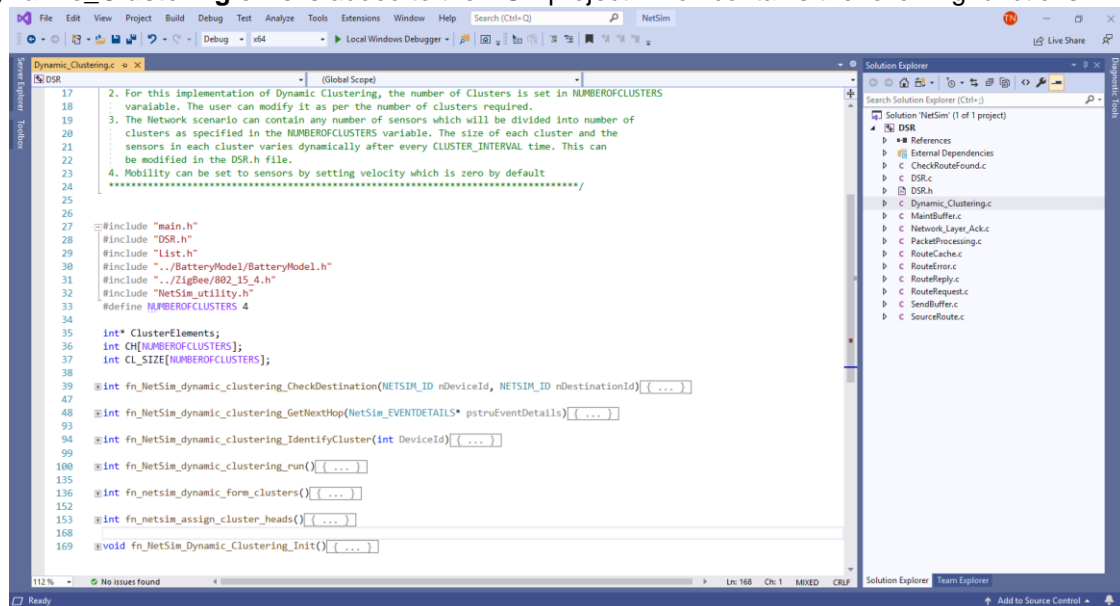 File Edit View Project Build Debug Test Analyze Tools Extensions Window Help Search (Ctrl+Q) NetSim TN
Debug x64 Local Windows Debugger Live Share
Server Explorer
Toolbox
Dynamic_Clustering.c
DSR (Global Scope)
17 2. For this implementation of Dynamic Clustering, the number of Clusters is set in NUMBEROFCLUSTERS
18 varaiable. The user can modify it as per the number of clusters required.
19 3. The Network scenario can contain any number of sensors which will be divided into number of
20 clusters as specified in the NUMBEROFCLUSTERS variable. The size of each cluster and the
21 sensors in each cluster varies dynamically after every CLUSTER_INTERVAL time. This can
22 be modified in the DSR.h file.
23 4. Mobility can be set to sensors by setting velocity which is zero by default
24 ***********************************************************************************/
25
26
27 #include "main.h"
28 #include "DSR.h"
29 #include "List.h"
30 #include "../BatteryModel/BatteryModel.h"
31 #include "../ZigBee/802_15_4.h"
32 #include "NetSim_utility.h"
33 #define NUMBEROFCLUSTERS 4
34
35 int* ClusterElements;
36 int CH[NUMBEROFCLUSTERS];
37 int CL_SIZE[NUMBEROFCLUSTERS];
38
39 int fn_NetSim_dynamic_clustering_CheckDestination(NETSIM_ID nDeviceId, NETSIM_ID nDestinationId) { ... }
47
48 int fn_NetSim_dynamic_clustering_GetNextHop(NetSim_EVENTDETAILS* pstruEventDetails) { ... }
93
94 int fn_NetSim_dynamic_clustering_IdentifyCluster(int DeviceId) { ... }
99
100 int fn_NetSim_dynamic_clustering_run() { ... }
135
136 int fn_netsim_dynamic_form_clusters() { ... }
152
153 int fn_netsim_assign_cluster_heads() { ... }
168
169 void fn_NetSim_Dynamic_Clustering_Init() { ... }
112 % No issues found Ln: 168 Ch: 1 MIXED CRLF
Solution Explorer
Search Solution Explorer (Ctrl+;)
Solution 'NetSim' (1 of 1 project)
DSR
References
External Dependencies
CheckRouteFound.c
DSR.c
DSR.h
Dynamic_Clustering.c
MaintBuffer.c
Network_Layer_Ack.c
PacketProcessing.c
RouteCache.c
RouteError.c
RouteReply.c
RouteRequest.c
SendBuffer.c
SourceRoute.c
Solution Explorer Team Explorer
Diagnostic Tools
Ready Add to Source Control